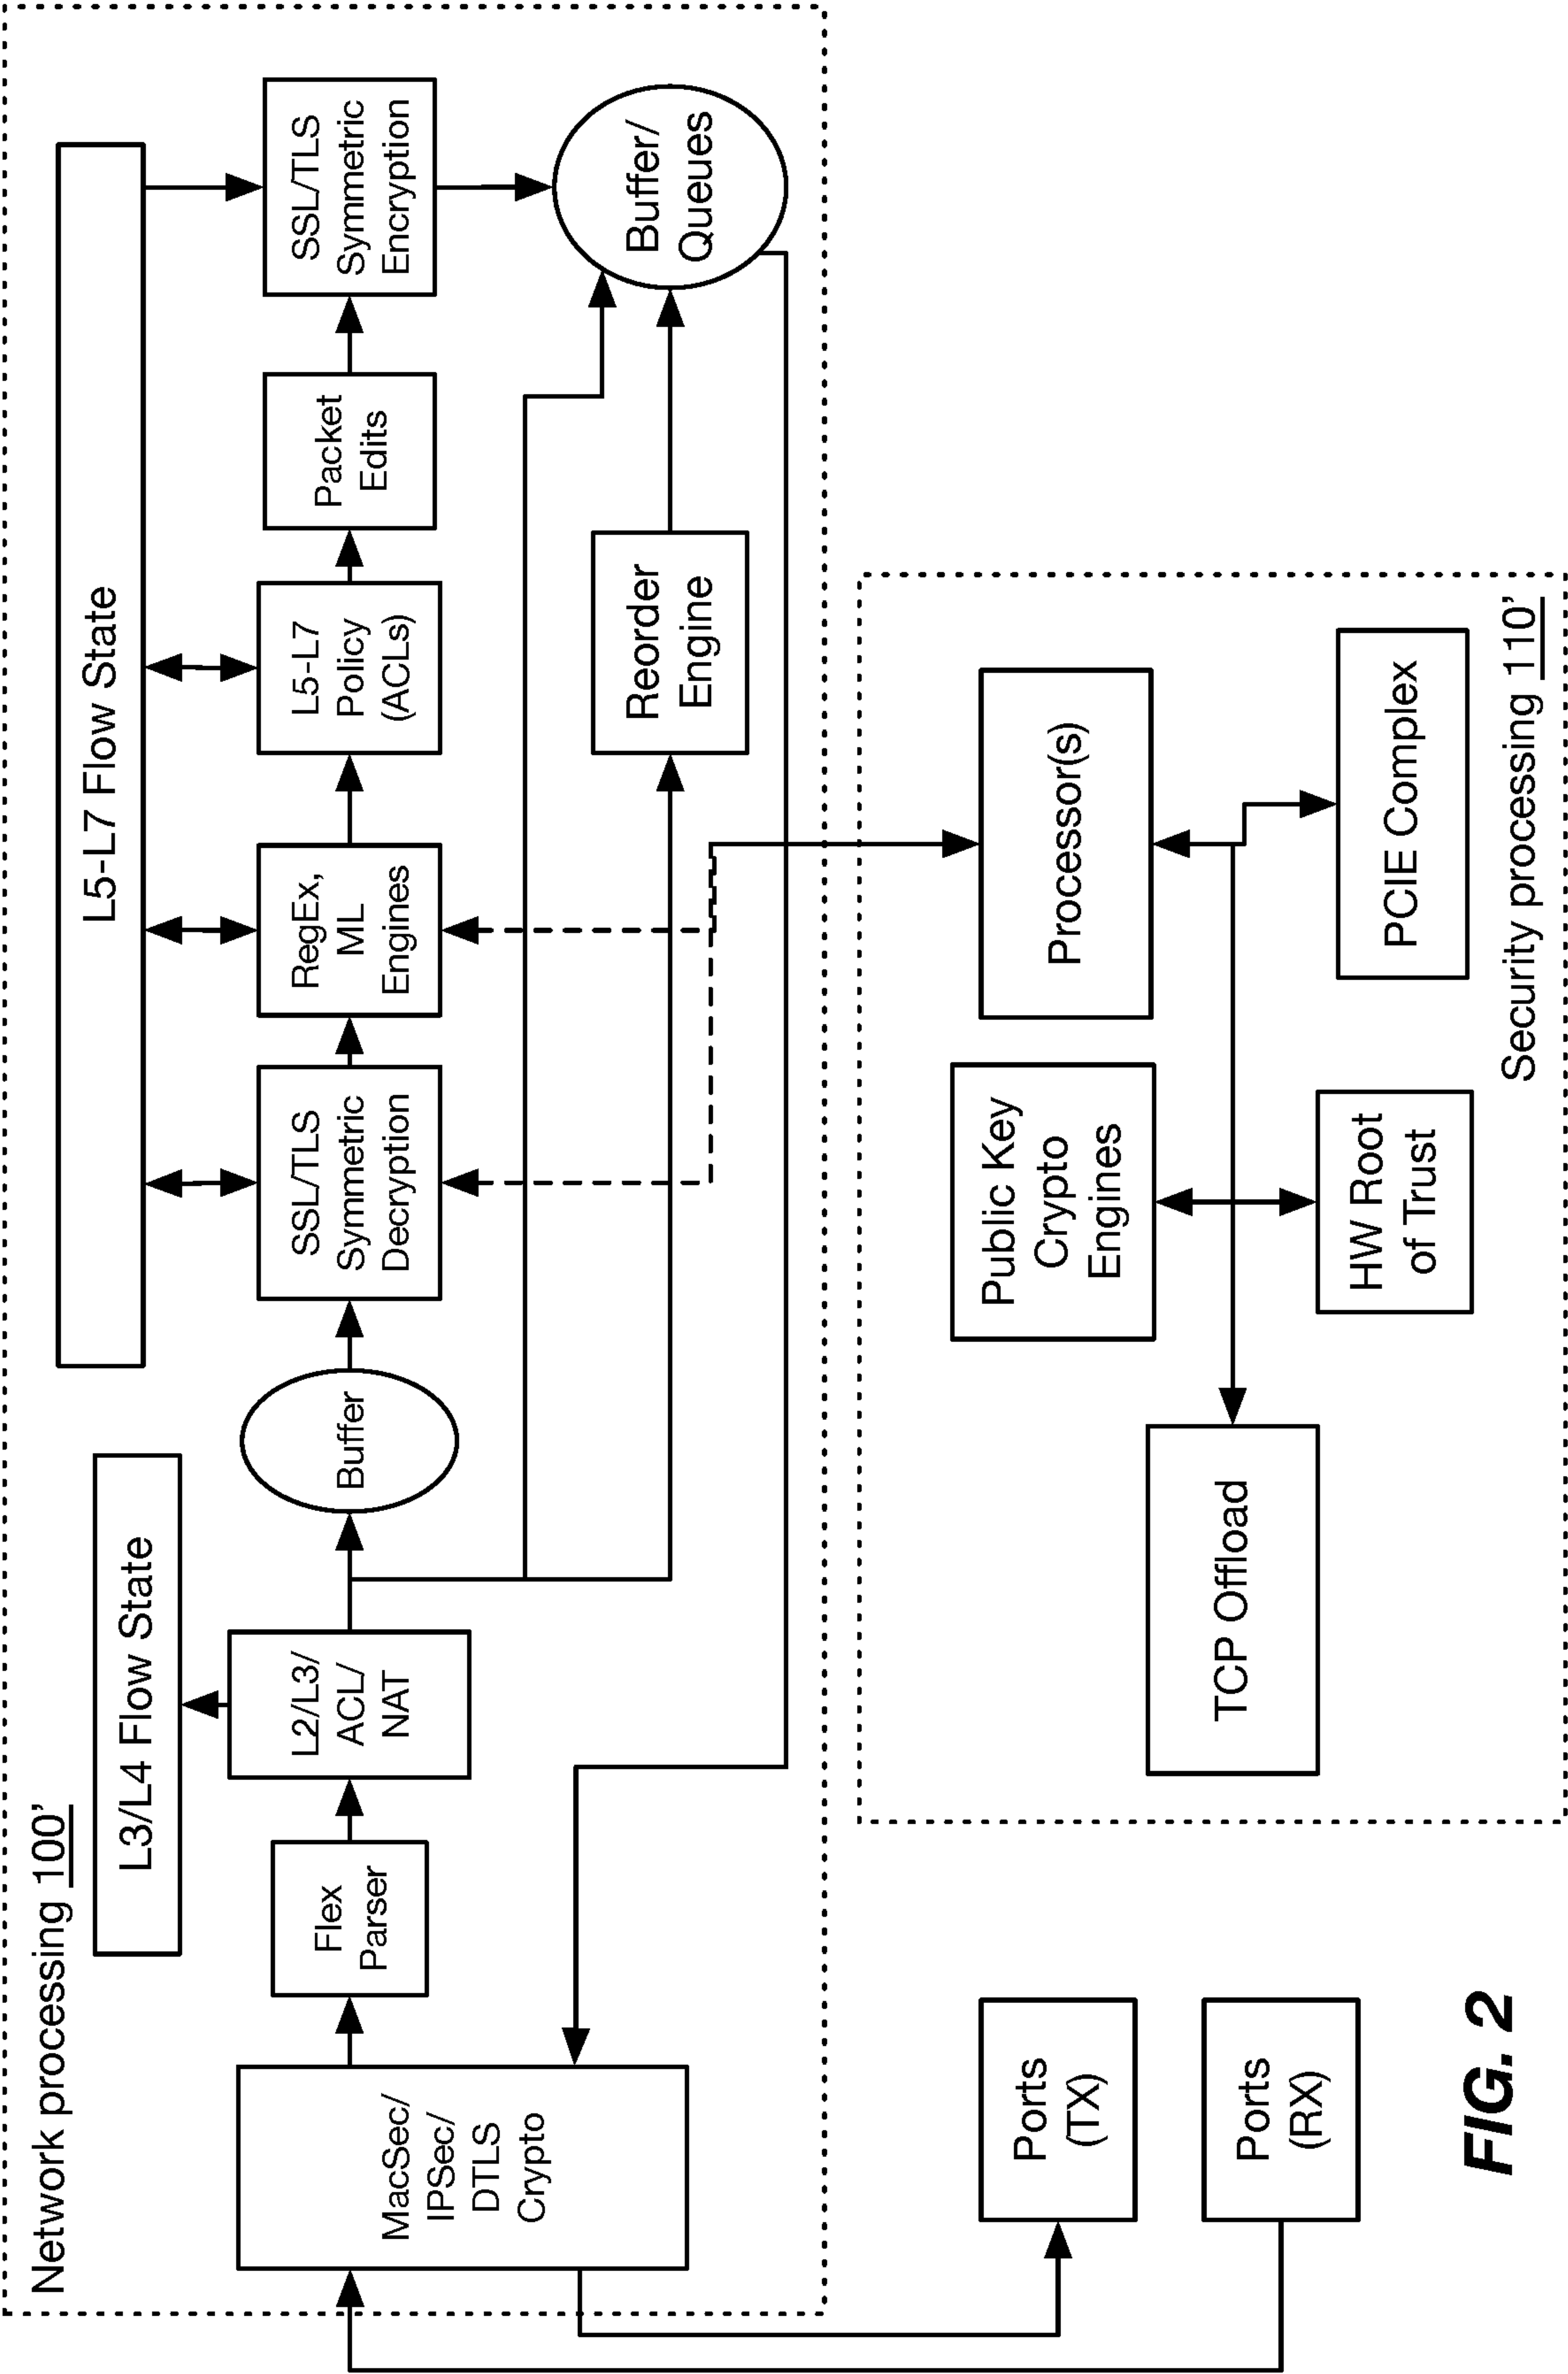 Network processing 100’
L3/L4 Flow State
L5-L7 Flow State
MacSec/
IPSec/
DTLS
Crypto
Flex
Parser
L2/L3/
ACL/
NAT
Buffer
SSL/TLS
Symmetric
Decryption
RegEx,
ML
Engines
L5-L7
Policy
(ACLs)
Packet
Edits
SSL/TLS
Symmetric
Encryption
Reorder
Engine
Buffer/
Queues
Ports
(TX)
Ports
(RX)
TCP Offload
Public Key
Crypto
Engines
HW Root
of Trust
Processor(s)
PCIE Complex
Security processing 110’
FIG. 2